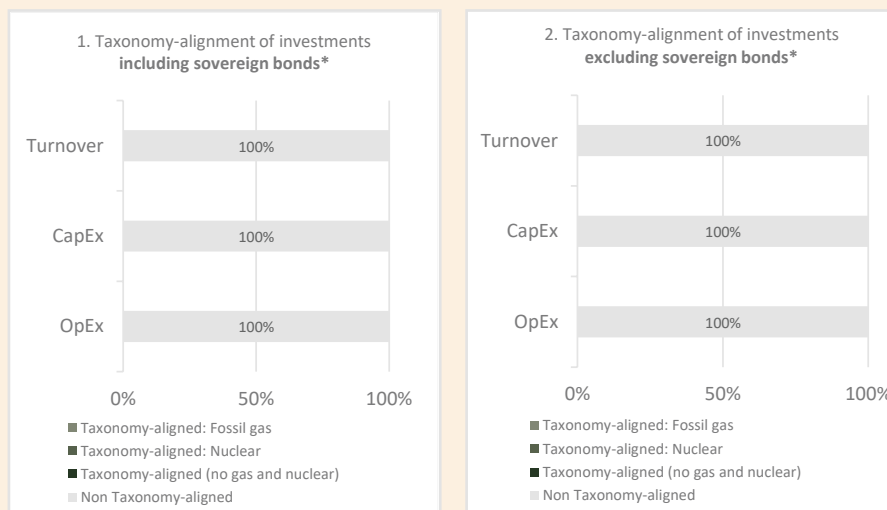 1. Taxonomy-alignment of investments
including sovereign bonds*
Turnover
100%
CapEx
100%
OpEx
100%
0%
50%
100%
Taxonomy-aligned: Fossil gas
Taxonomy-aligned: Nuclear
Taxonomy-aligned (no gas and nuclear)
Non Taxonomy-aligned
2. Taxonomy-alignment of investments
excluding sovereign bonds*
Turnover
100%
CapEx
100%
OpEx
100%
0%
50%
100%
Taxonomy-aligned: Fossil gas
Taxonomy-aligned: Nuclear
Taxonomy-aligned (no gas and nuclear)
Non Taxonomy-aligned